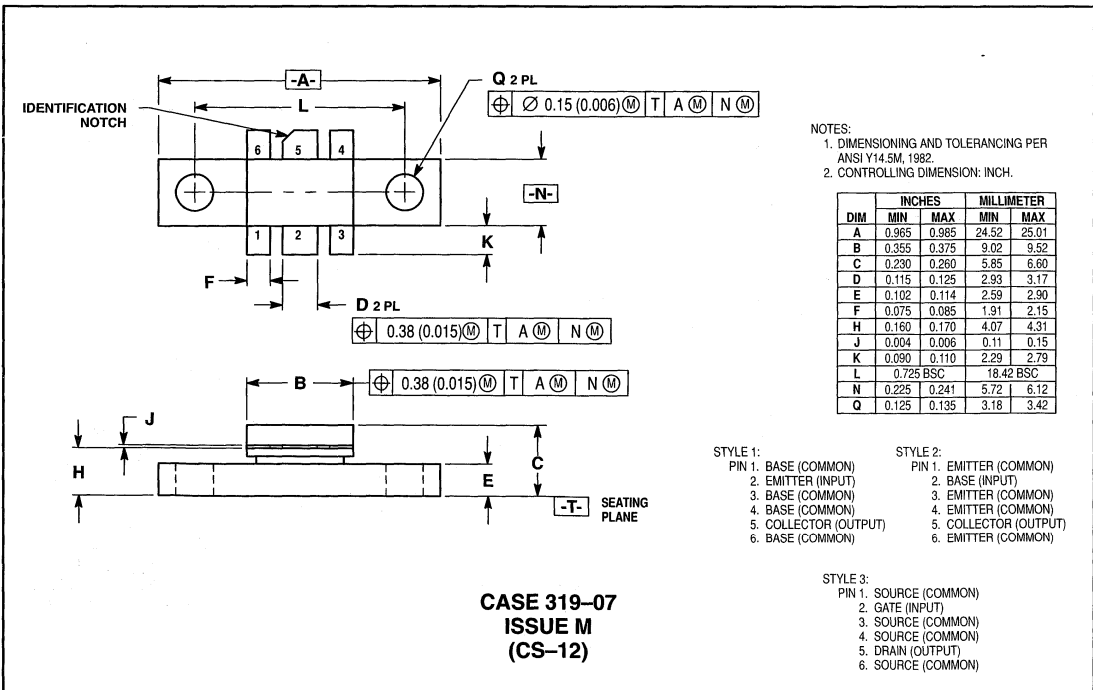 -A-
Q 2 PL
⌖ Ø 0.15 (0.006) Ⓜ T A Ⓜ N Ⓜ
L
IDENTIFICATION
NOTCH
6 5 4
-N-
1 2 3
K
F
D 2 PL
⌖ 0.38 (0.015) Ⓜ T A Ⓜ N Ⓜ
B
⌖ 0.38 (0.015) Ⓜ T A Ⓜ N Ⓜ
J
H
C
E
-T- SEATING
PLANE
NOTES:
1. DIMENSIONING AND TOLERANCING PER
ANSI Y14.5M, 1982.
2. CONTROLLING DIMENSION: INCH.
INCHES MILLIMETER
DIM MIN MAX MIN MAX
A 0.965 0.985 24.52 25.01
B 0.355 0.375 9.02 9.52
C 0.230 0.260 5.85 6.60
D 0.115 0.125 2.93 3.17
E 0.102 0.114 2.59 2.90
F 0.075 0.085 1.91 2.15
H 0.160 0.170 4.07 4.31
J 0.004 0.006 0.11 0.15
K 0.090 0.110 2.29 2.79
L 0.725 BSC 18.42 BSC
N 0.225 0.241 5.72 6.12
Q 0.125 0.135 3.18 3.42
STYLE 1:
PIN 1. BASE (COMMON)
2. EMITTER (INPUT)
3. BASE (COMMON)
4. BASE (COMMON)
5. COLLECTOR (OUTPUT)
6. BASE (COMMON)
STYLE 2:
PIN 1. EMITTER (COMMON)
2. BASE (INPUT)
3. EMITTER (COMMON)
4. EMITTER (COMMON)
5. COLLECTOR (OUTPUT)
6. EMITTER (COMMON)
STYLE 3:
PIN 1. SOURCE (COMMON)
2. GATE (INPUT)
3. SOURCE (COMMON)
4. SOURCE (COMMON)
5. DRAIN (OUTPUT)
6. SOURCE (COMMON)
CASE 319–07
ISSUE M
(CS–12)